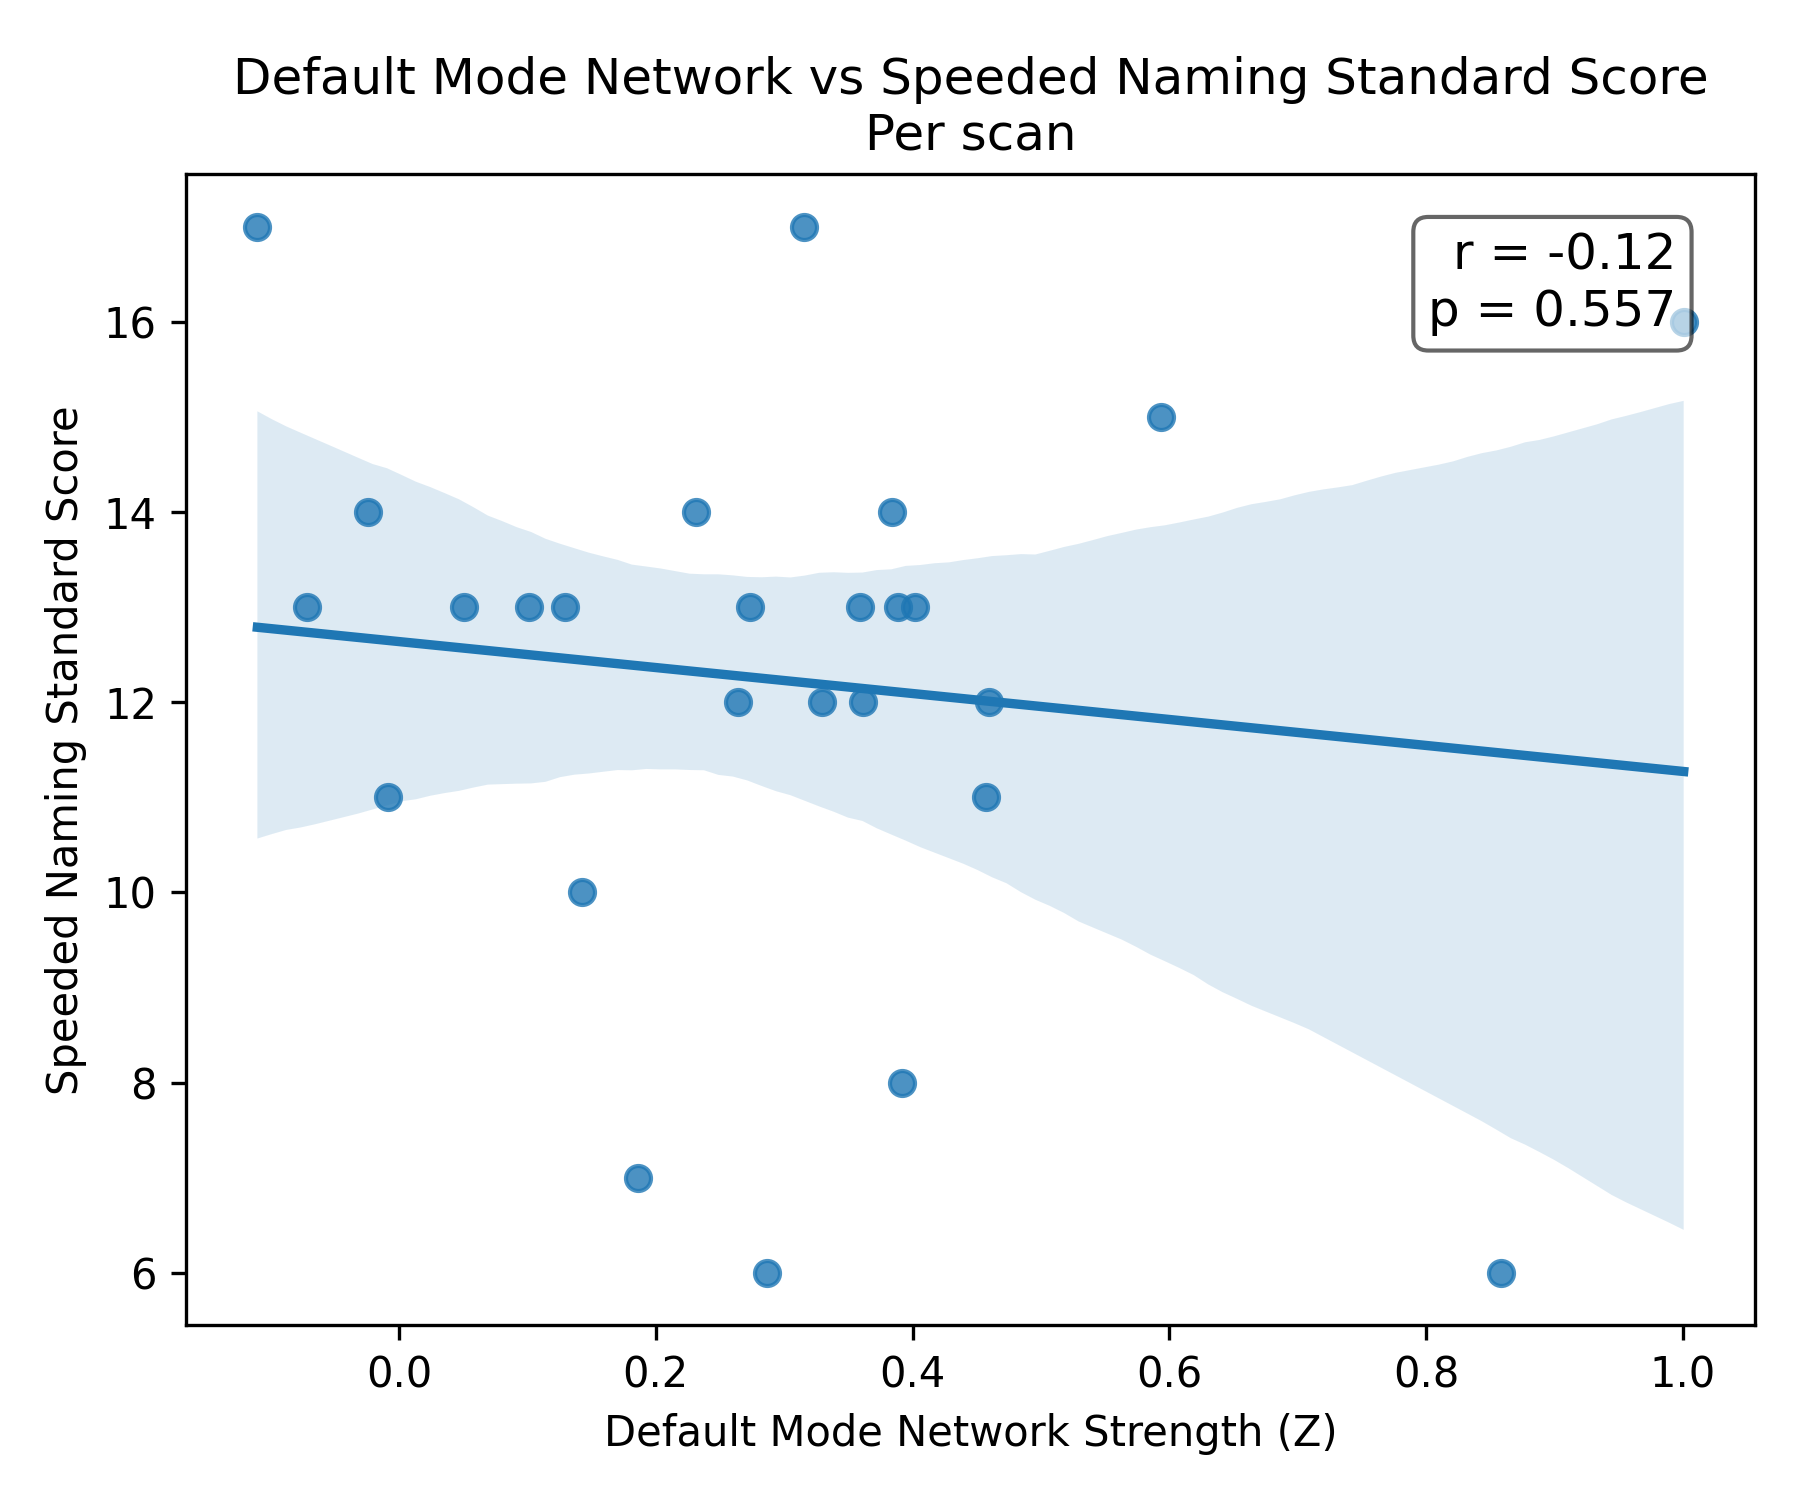 Default Mode Network vs Speeded Naming Standard Score
Per scan
r = -0.12
p = 0.557
Speeded Naming Standard Score
16
14
12
10
8
6
0.0 0.2 0.4 0.6 0.8 1.0
Default Mode Network Strength (Z)